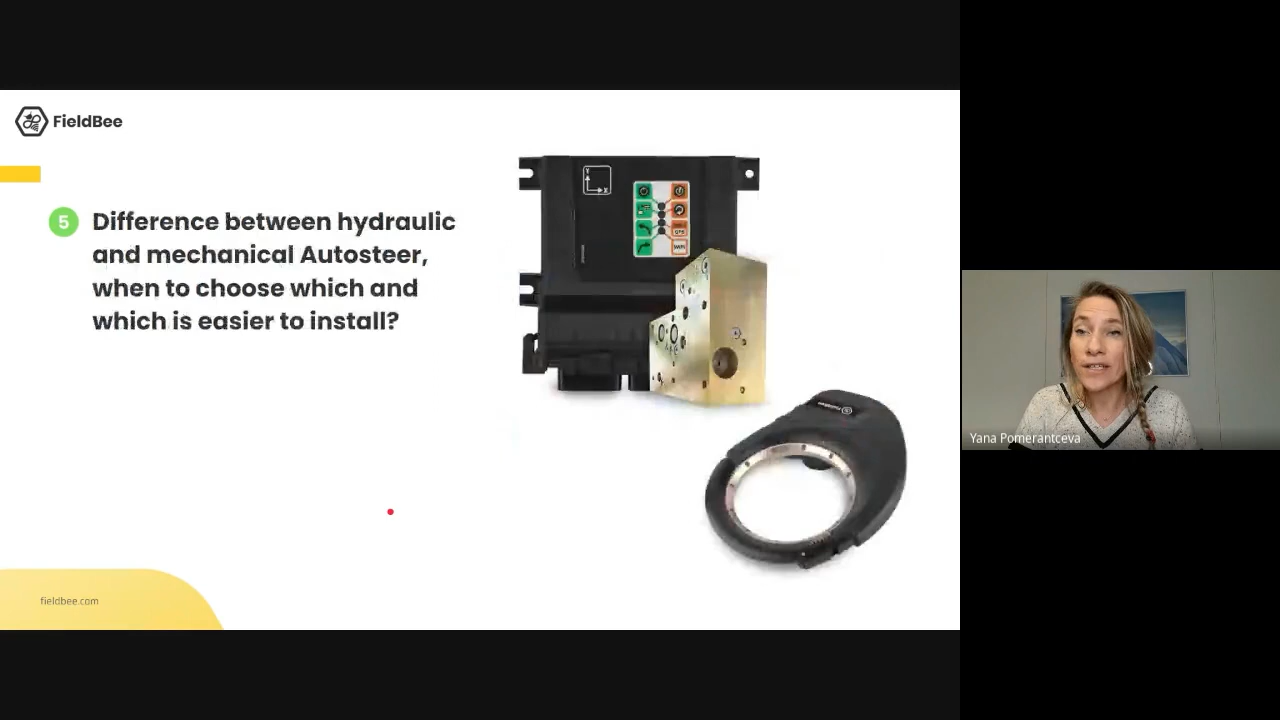 FieldBee
5 Difference between hydraulic
and mechanical Autosteer,
when to choose which and
which is easier to install?
Y
X
Yana Pomerantceva
fieldbee.com